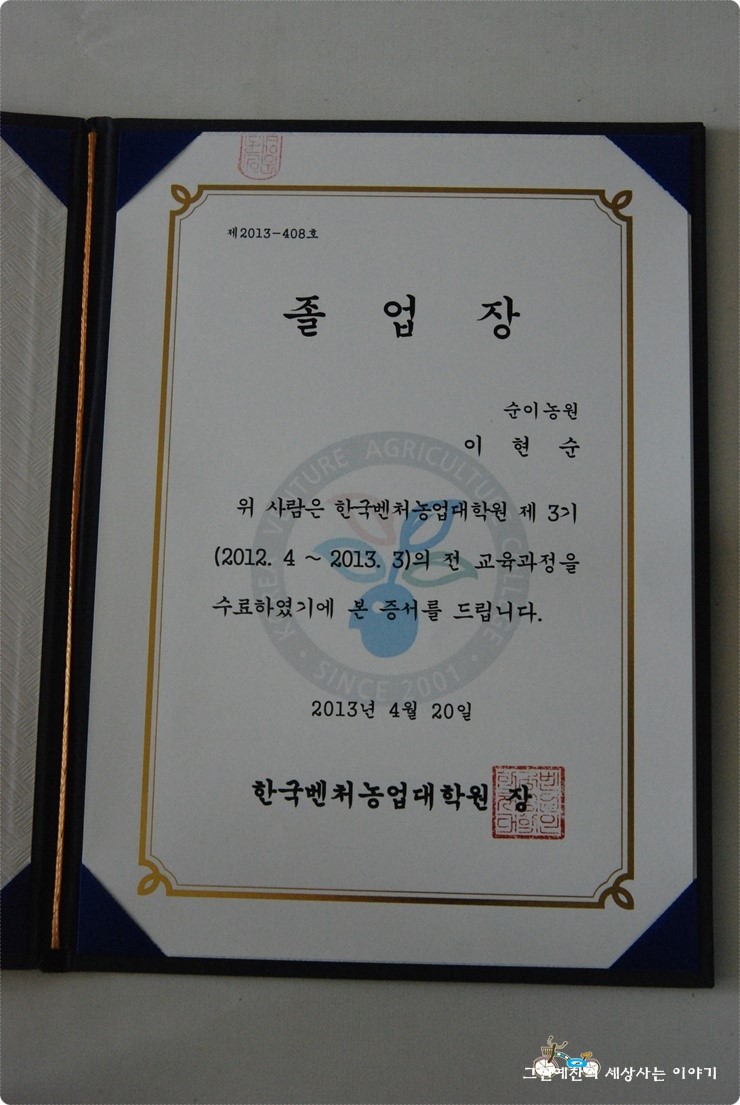 제2013-408호
졸 업 장
순이농원
이 현 순
위 사람은 한국벤처농업대학원 제 3기
(2012. 4 ~ 2013. 3)의 전 교육과정을
수료하였기에 본 증서를 드립니다.
VENTURE AGRICULTURE
SINCE 2001
2013년 4월 20일
한국벤처농업대학원 장
세상사는 이야기